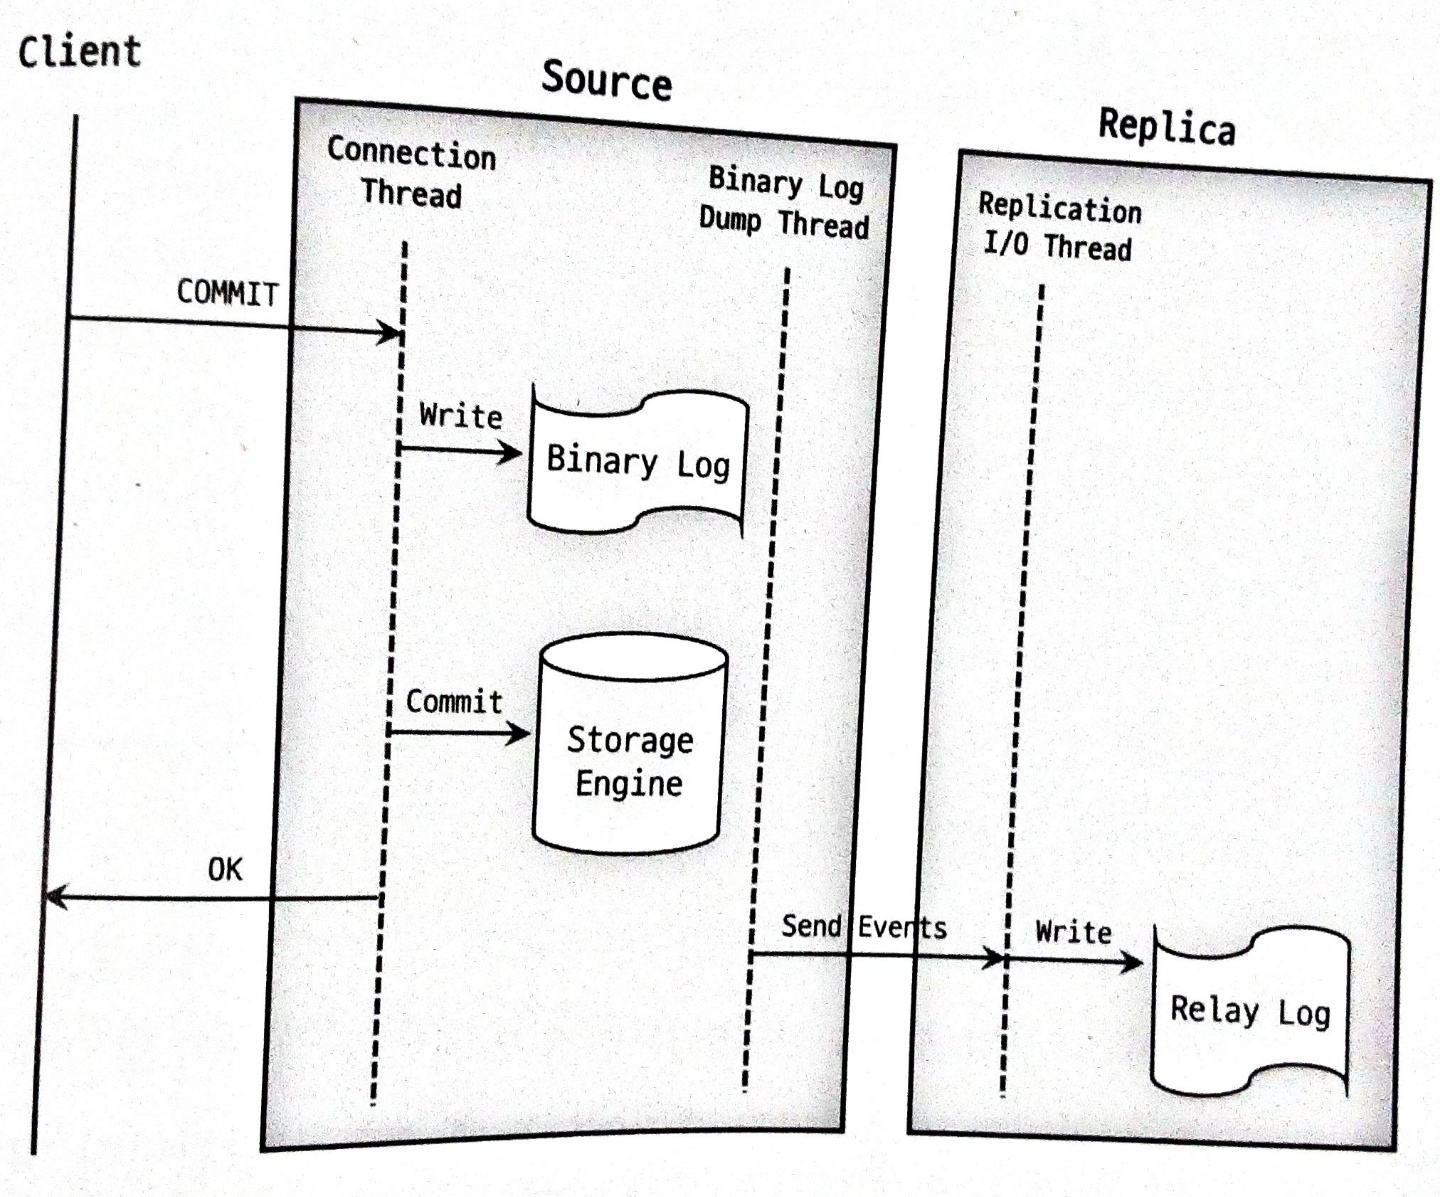 Client
Source
Replica
Connection
Thread
Binary Log
Dump Thread
Replication
I/O Thread
COMMIT
Write
Binary Log
Commit
Storage
Engine
OK
Send Events
Write
Relay Log